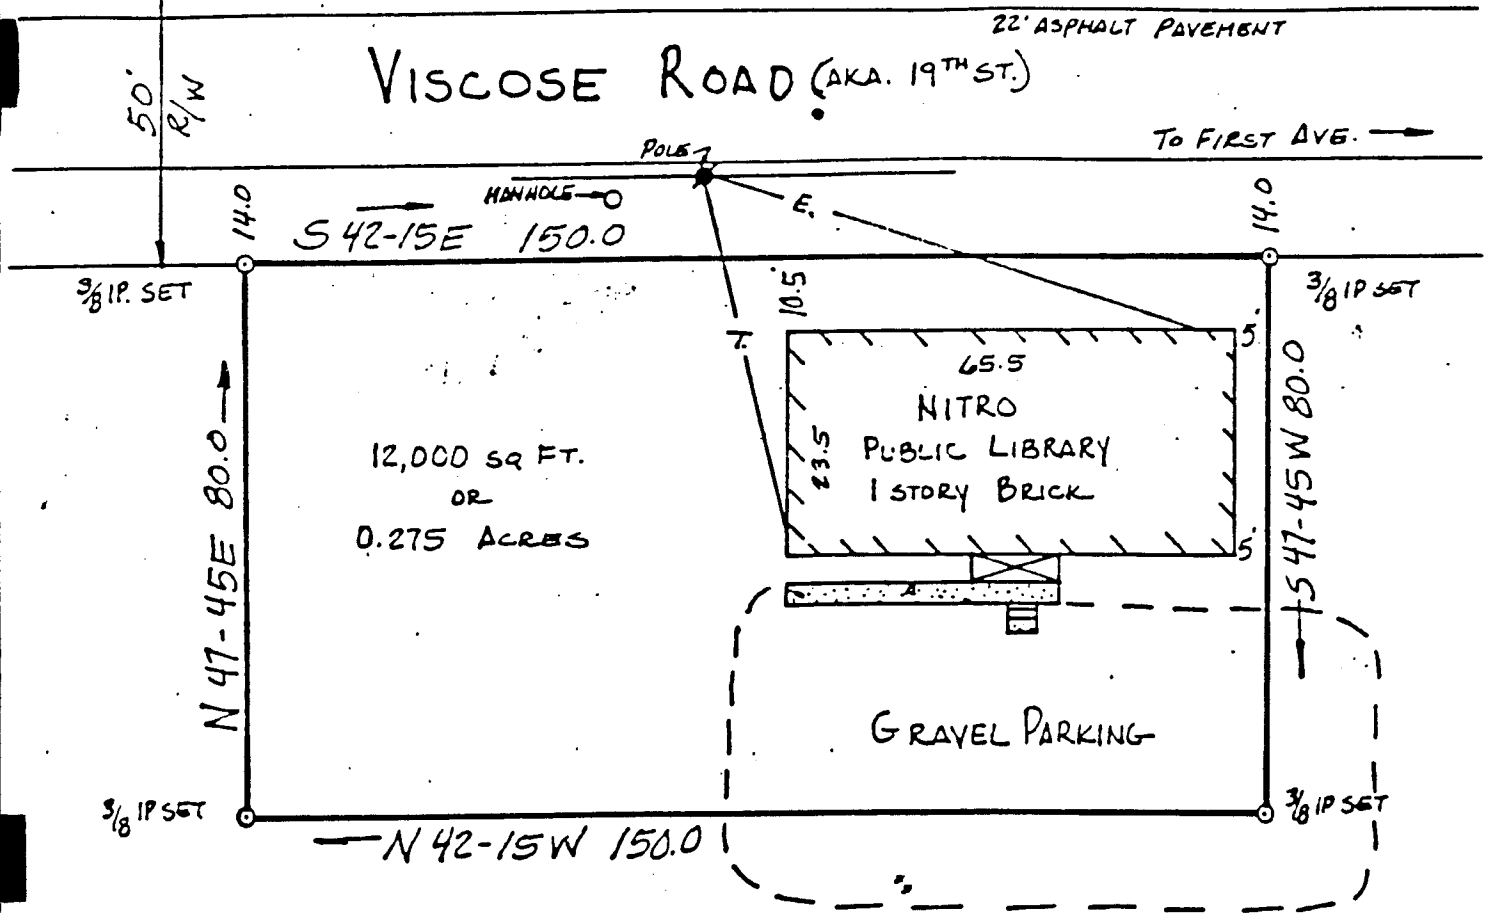 22' ASPHALT PAVEMENT
VISCOSE ROAD (AKA. 19TH ST.)
50' R/W
TO FIRST AVE.
POLE
MANHOLE
14.0
14.0
E.
S 42-15E 150.0
3/8 IP. SET
3/8 IP SET
10.5
T.
5.
65.5
NITRO
PUBLIC LIBRARY
1 STORY BRICK
23.5
5.
12,000 SQ FT.
OR
0.275 ACRES
N 47-45E 80.0
S 47-45W 80.0
GRAVEL PARKING
3/8 IP SET
3/8 IP SET
N 42-15W 150.0